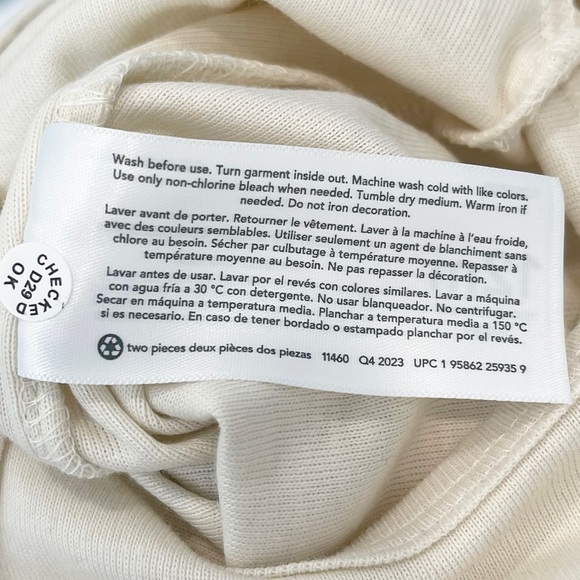 Wash before use. Turn garment inside out. Machine wash cold with like colors.
Use only non-chlorine bleach when needed. Tumble dry medium. Warm iron if
needed. Do not iron decoration.
Laver avant de porter. Retourner le vêtement. Laver à la machine à l'eau froide,
avec des couleurs semblables. Utiliser seulement un agent de blanchiment sans
chlore au besoin. Sécher par culbutage à température moyenne. Repasser à
température moyenne au besoin. Ne pas repasser la décoration.
Lavar antes de usar. Lavar por el revés con colores similares. Lavar a máquina
con agua fría a 30 °C con detergente. No usar blanqueador. No centrifugar.
Secar en máquina a temperatura media. Planchar a temperatura media a 150 °C
si es necesario. En caso de tener bordado o estampado planchar por el revés.
two pieces deux pièces dos piezas 11460 Q4 2023 UPC 1 95862 25935 9
CHECKED
D29
OK